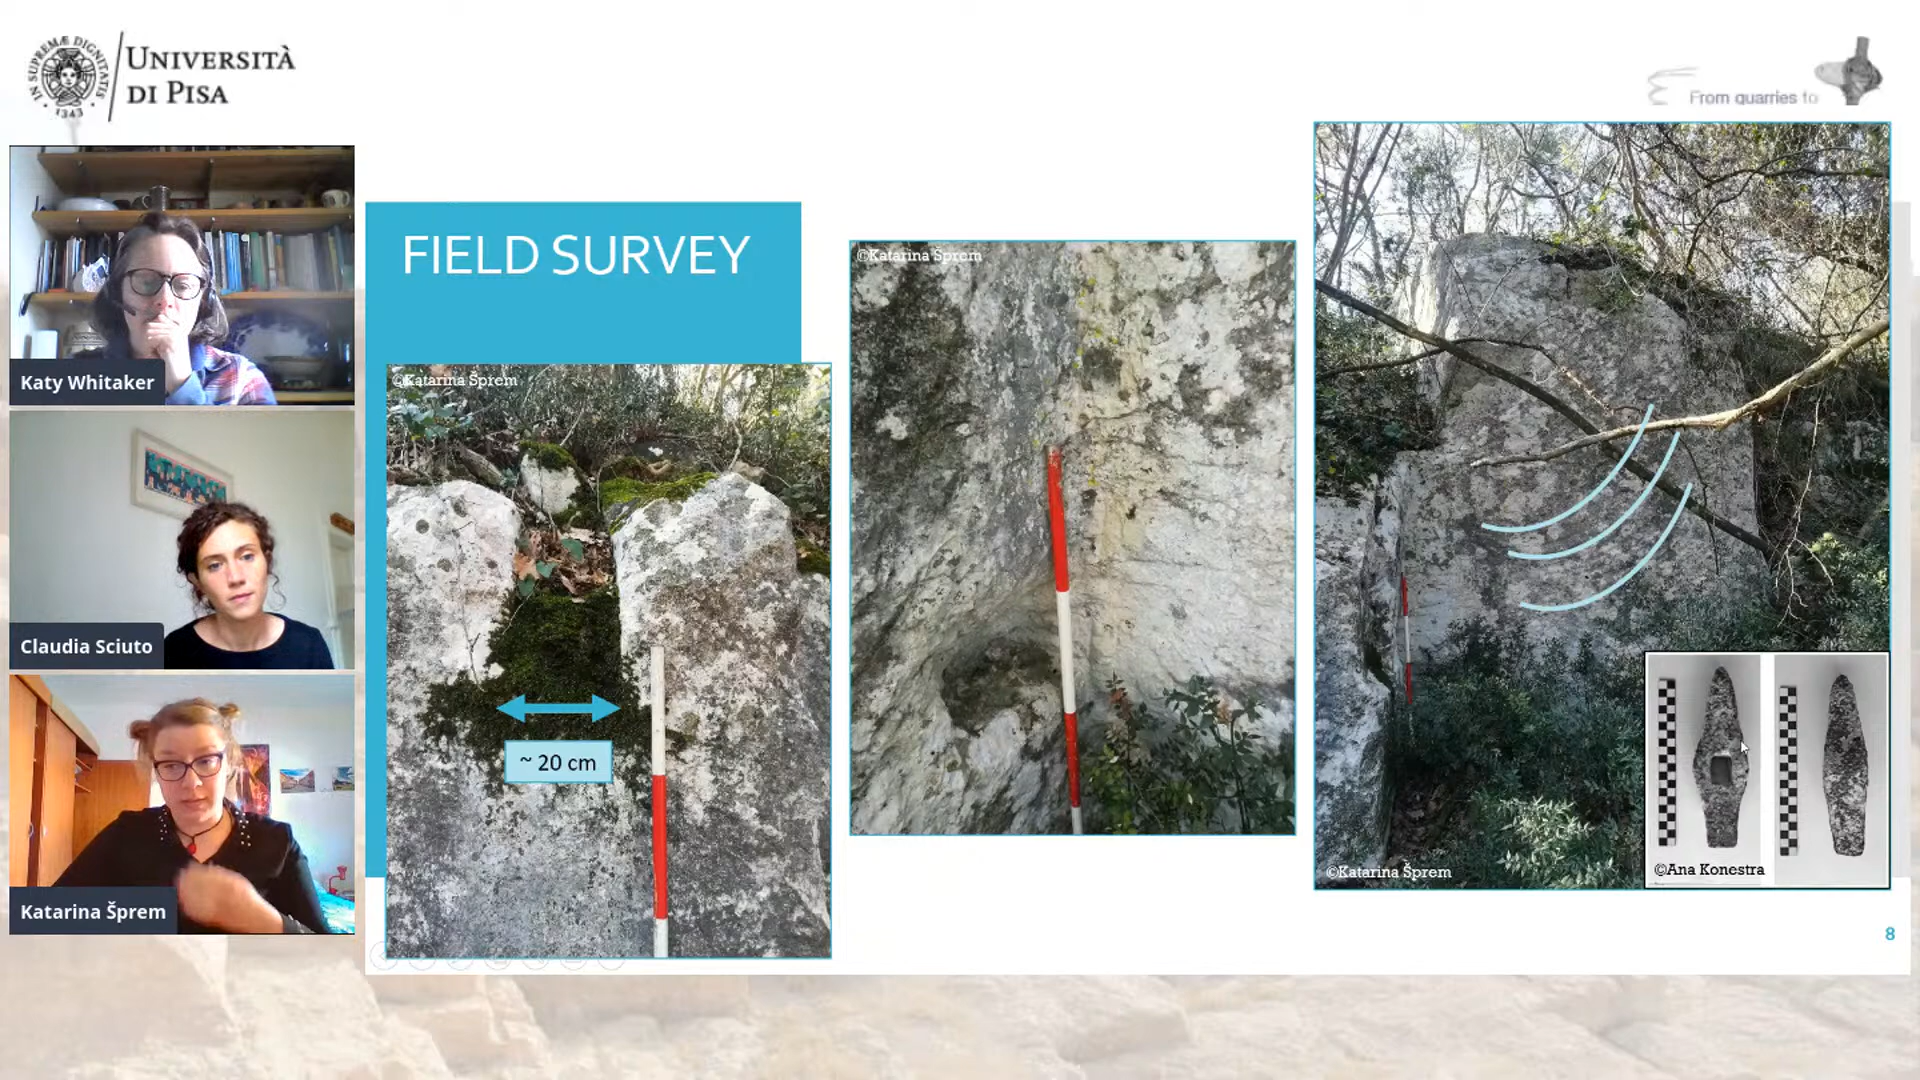 IN SUPREMÆ DIGNITATIS
1343
UNIVERSITÀ
DI PISA
From quarries to
Katy Whitaker
Claudia Sciuto
Katarina Šprem
FIELD SURVEY
©Katarina Šprem
~ 20 cm
©Katarina Šprem
©Katarina Šprem
©Ana Konestra
8